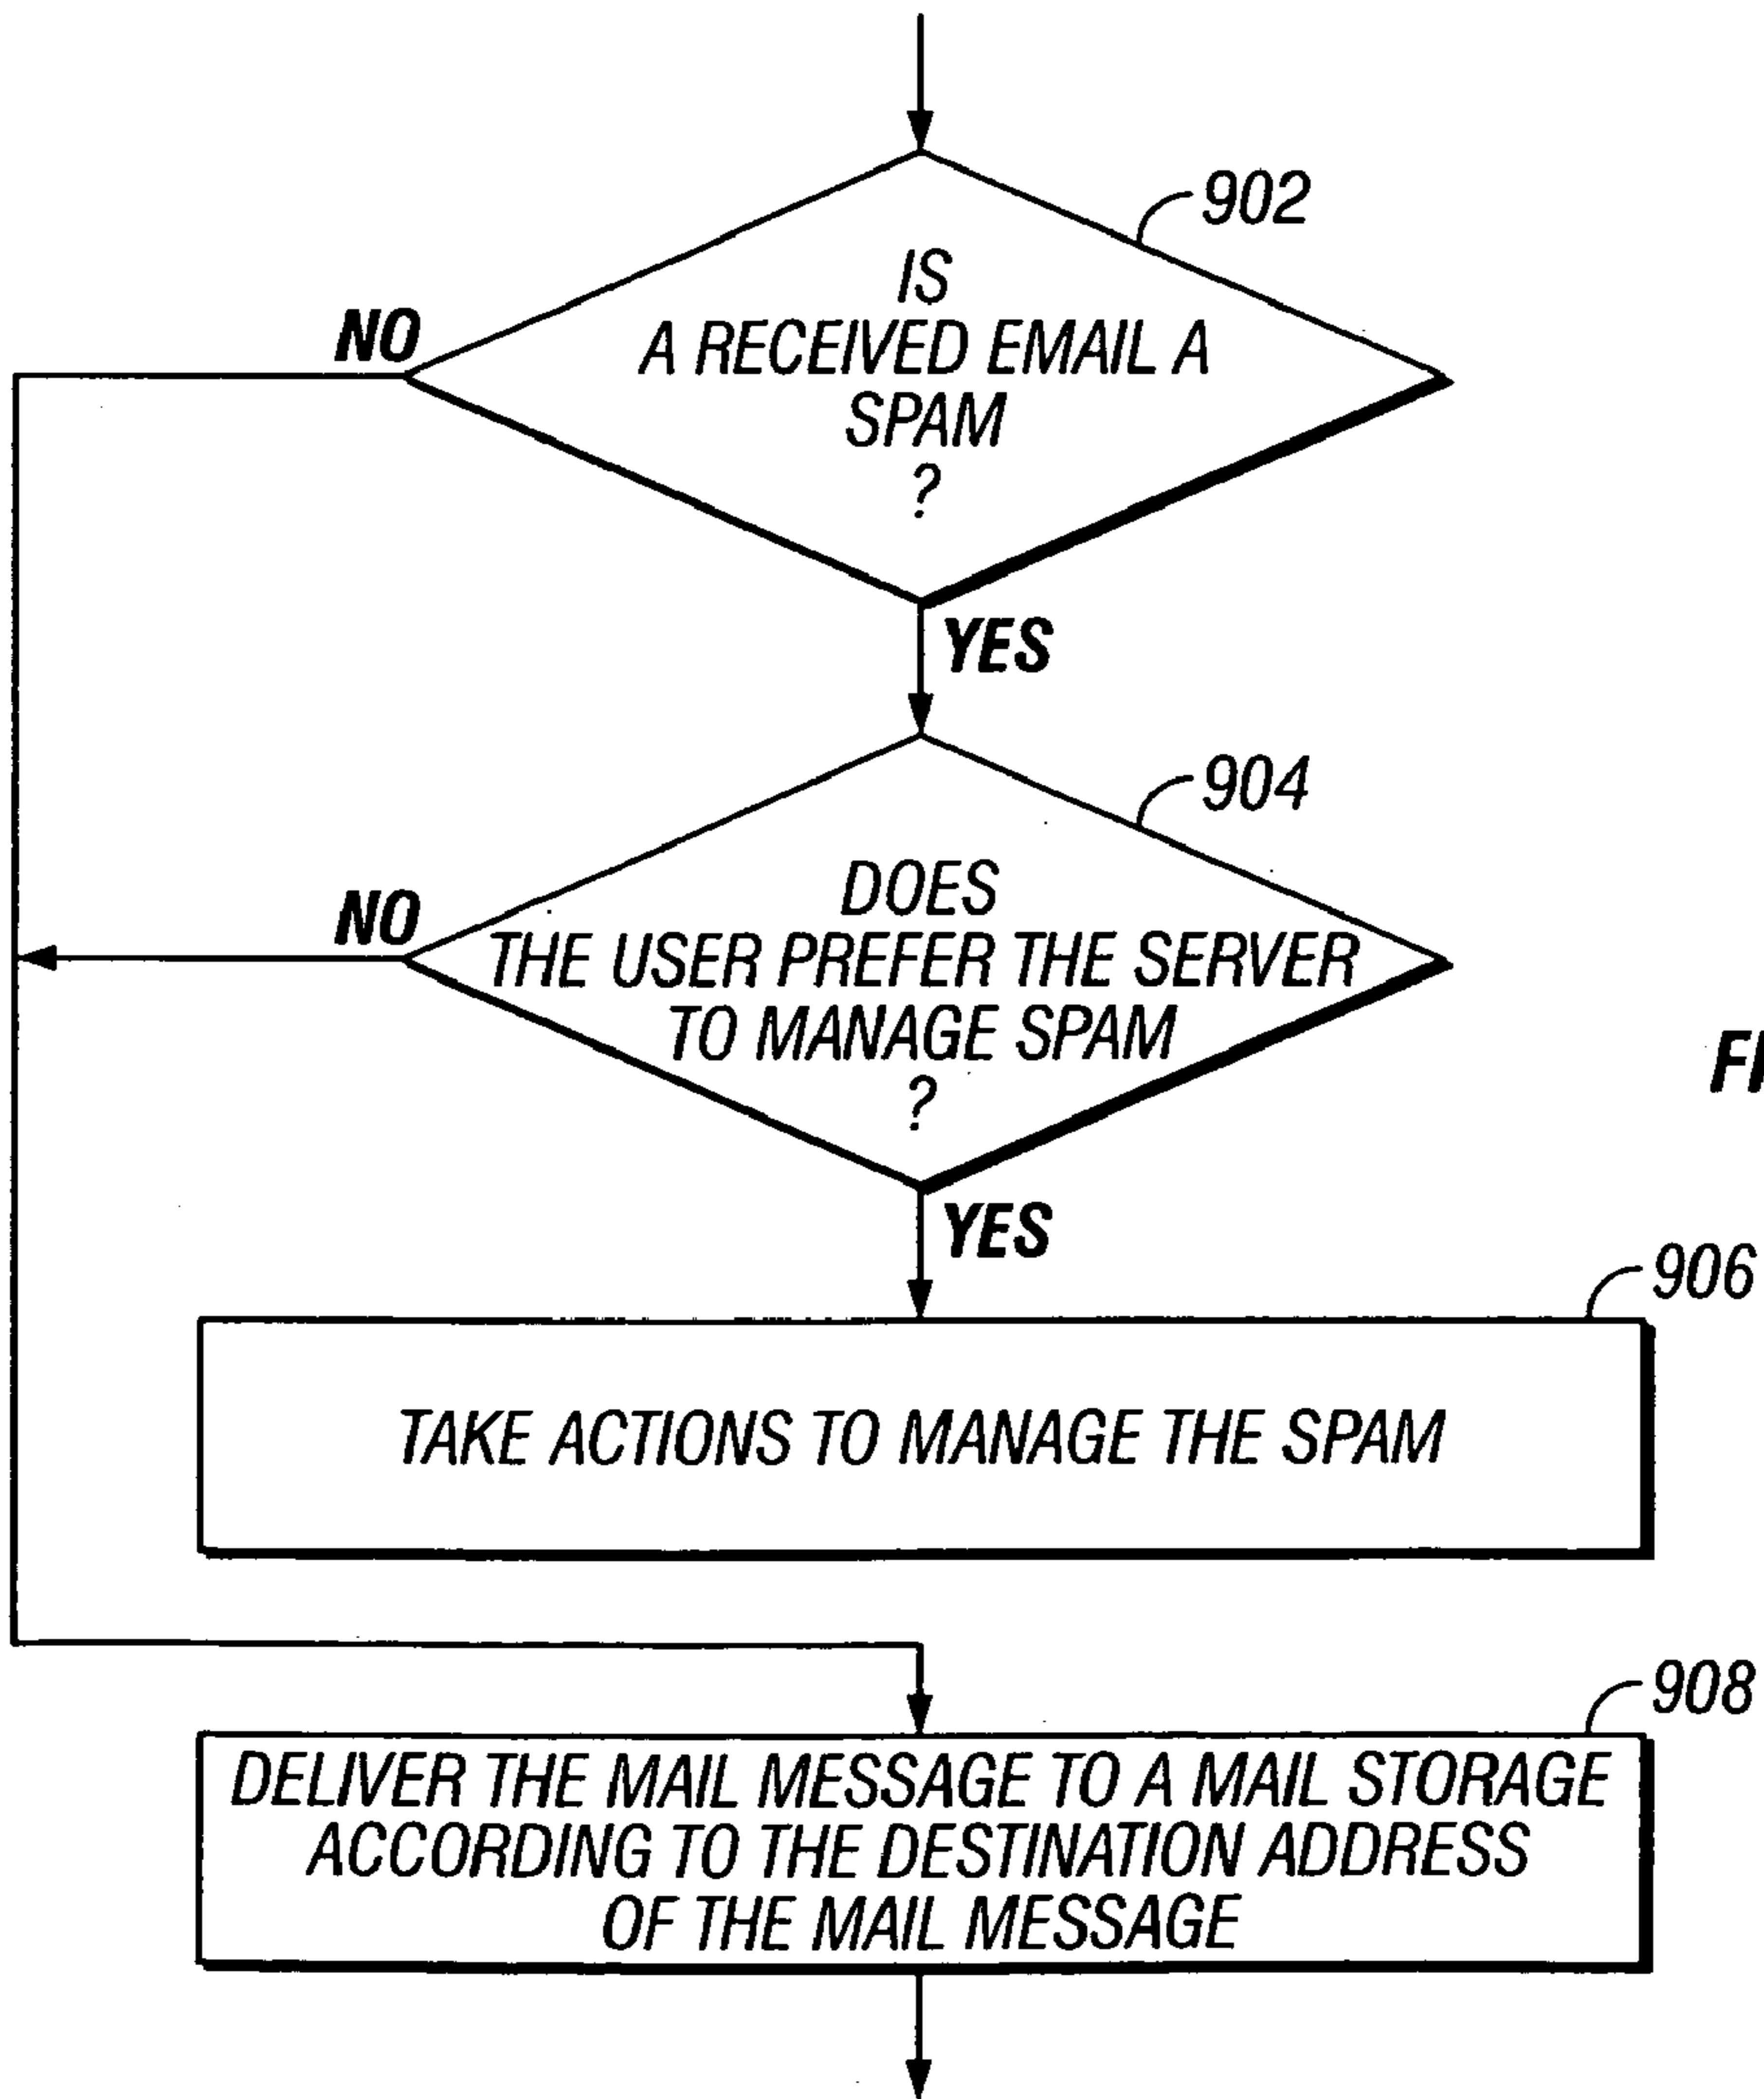 902
IS
A RECEIVED EMAIL A
SPAM
?
NO
YES
904
DOES
THE USER PREFER THE SERVER
TO MANAGE SPAM
?
NO
YES
906
TAKE ACTIONS TO MANAGE THE SPAM
908
DELIVER THE MAIL MESSAGE TO A MAIL STORAGE
ACCORDING TO THE DESTINATION ADDRESS
OF THE MAIL MESSAGE